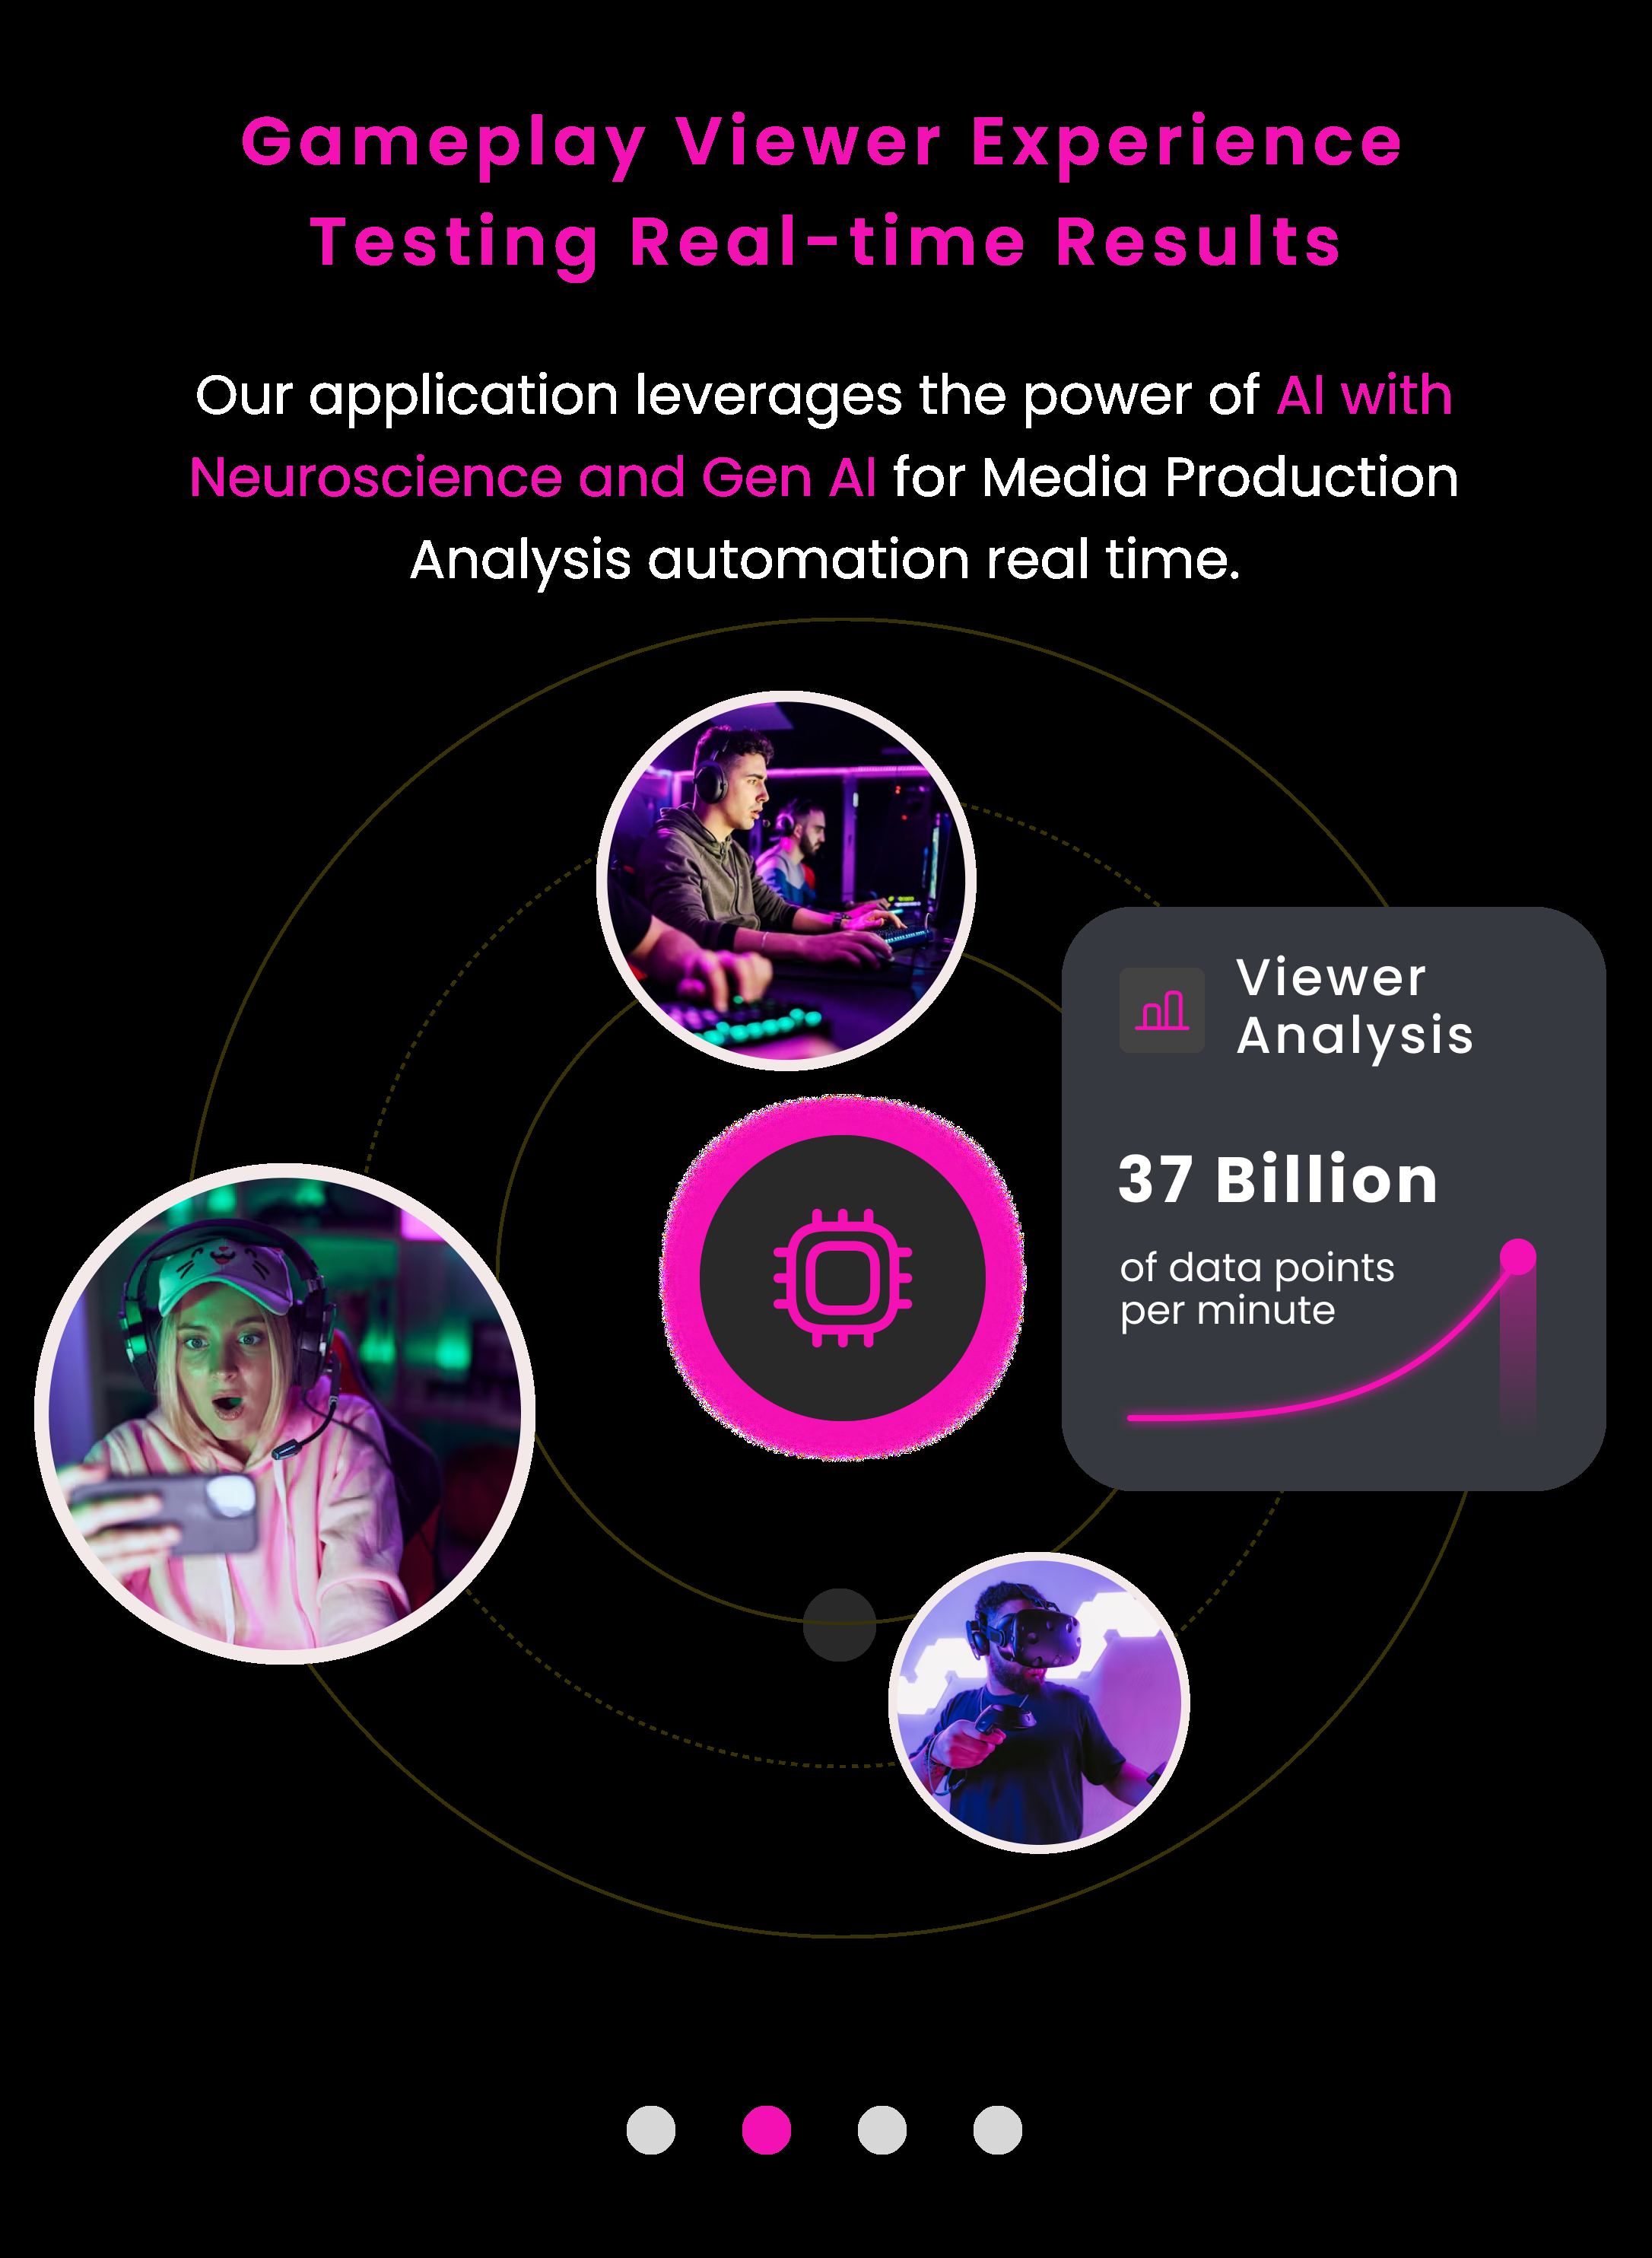 Gameplay Viewer Experience
Testing Real-time Results
Our application leverages the power of AI with
Neuroscience and Gen AI for Media Production
Analysis automation real time.
Viewer
Analysis
37 Billion
of data points
per minute